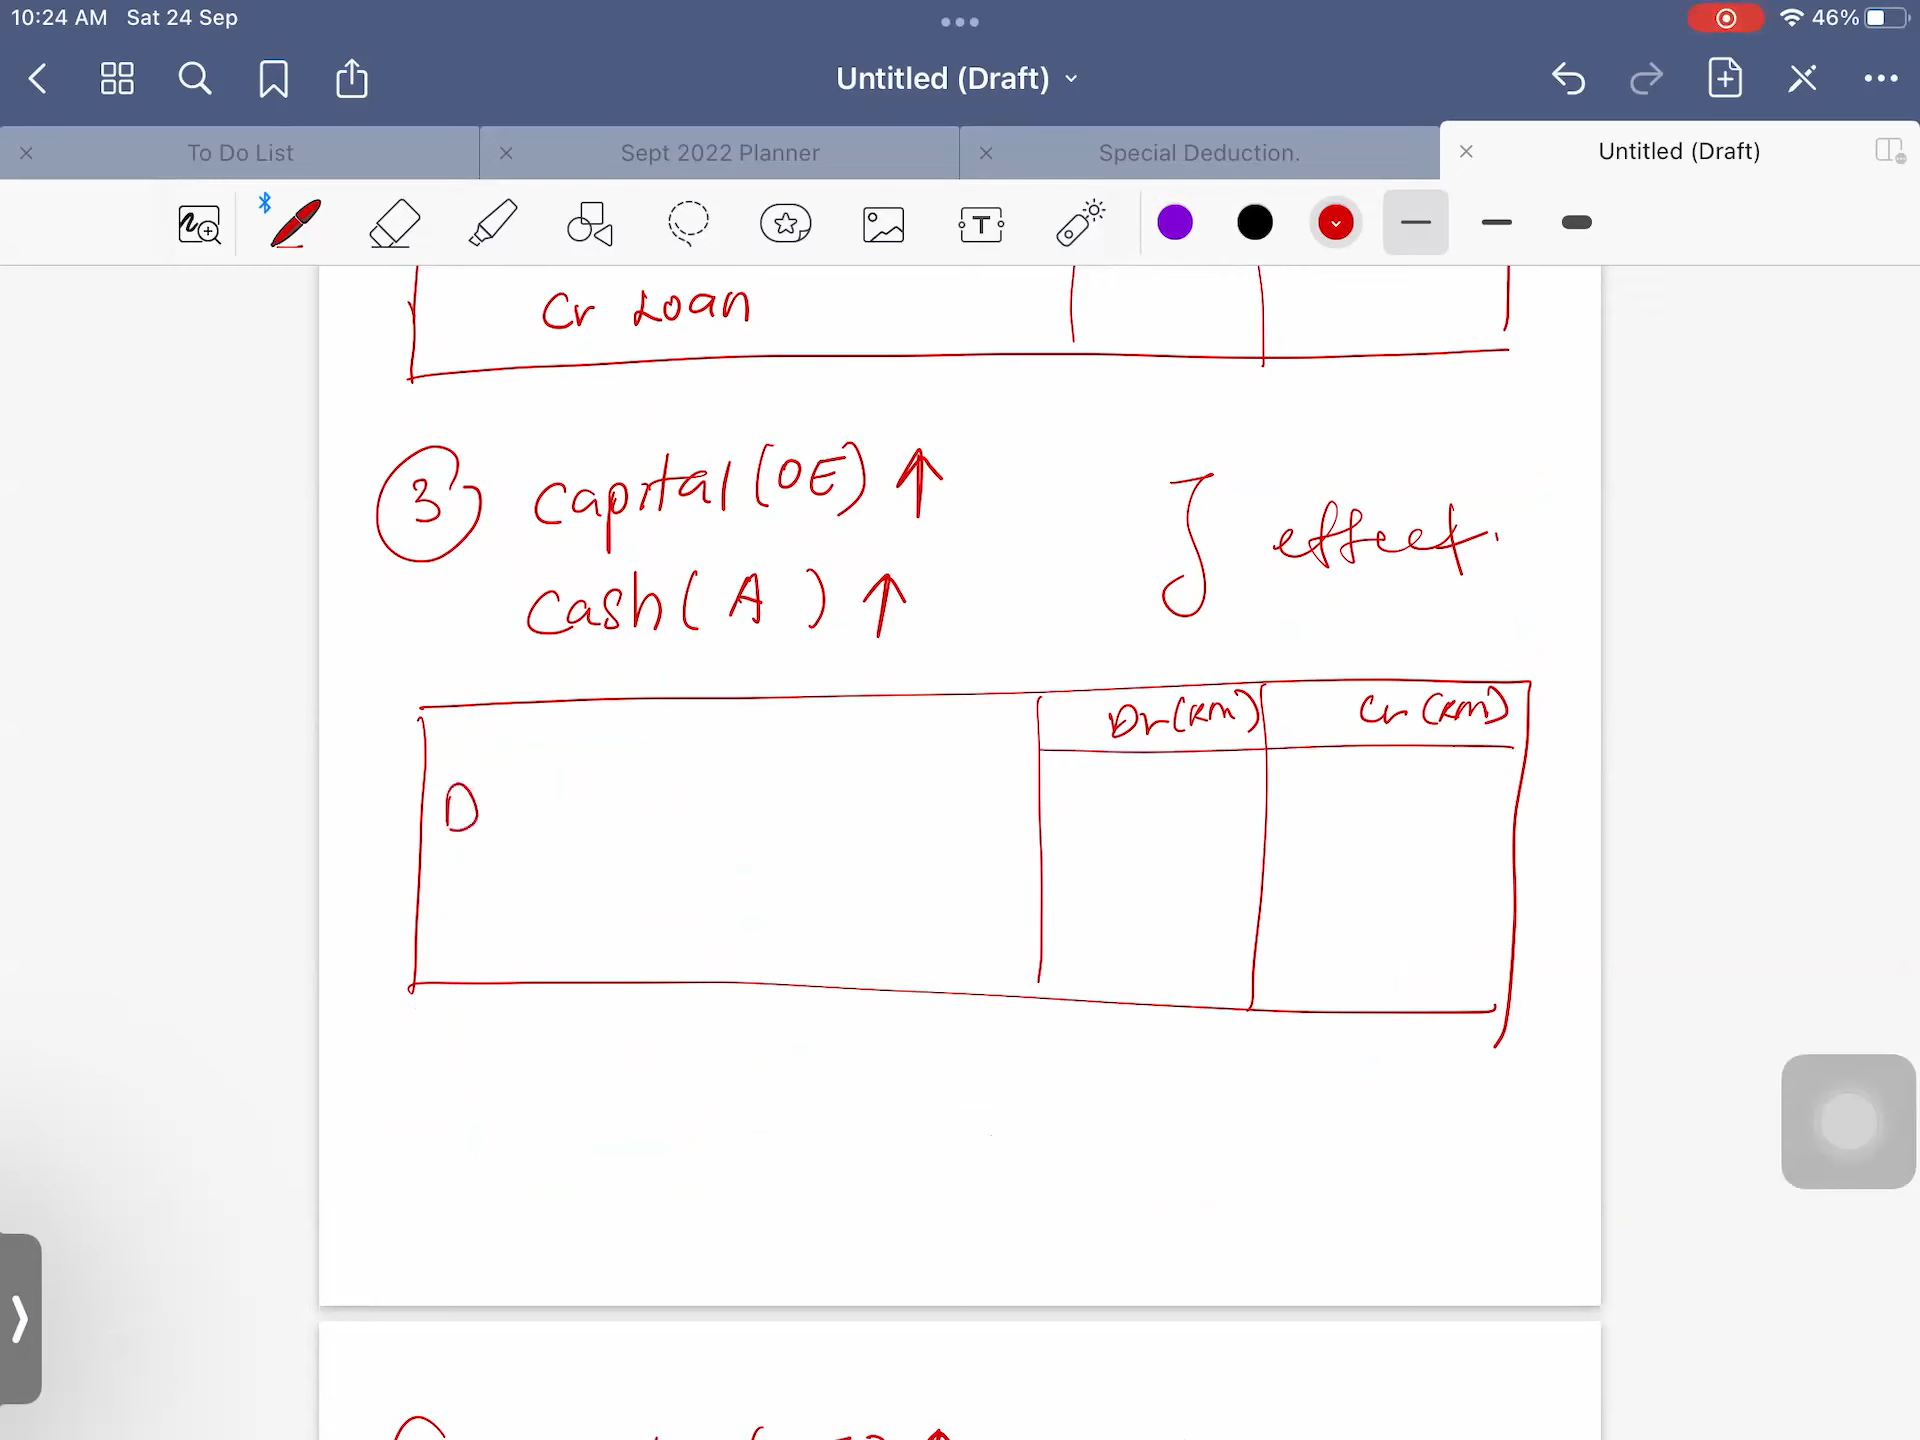 10:24 AM Sat 24 Sep
46%
Untitled (Draft)
To Do List
Sept 2022 Planner
Special Deduction.
Untitled (Draft)
T
Cr Loan
3 Capital (OE) ↑
Cash (A) ↑
effect.
Dr (RM) Cr (RM)
D